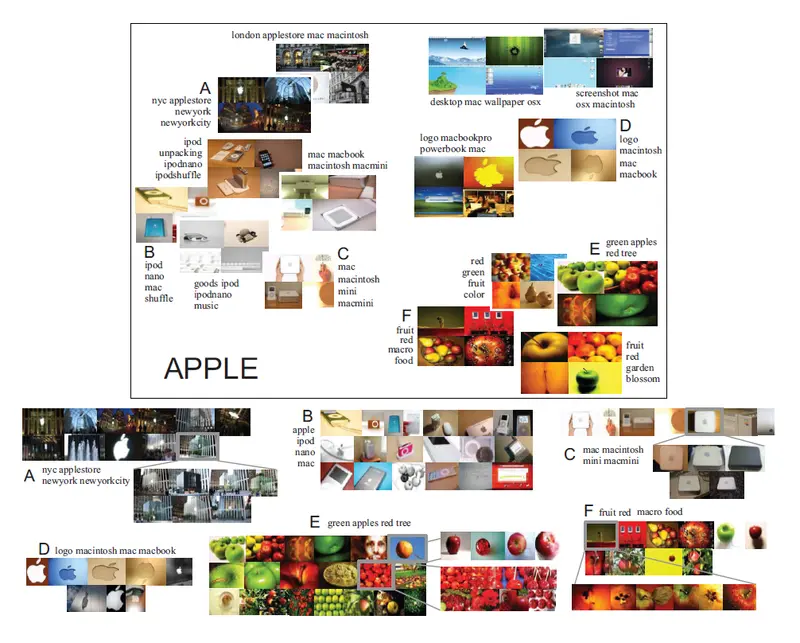 london applestore mac macintosh
A
nyc applestore
newyork
newyorkcity
desktop mac wallpaper osx
screenshot mac
osx macintosh
ipod
unpacking
ipodnano
ipodshuffle
mac macbook
macintosh macmini
logo macbookpro
powerbook mac
D
logo
macintosh
mac
macbook
B
ipod
nano
mac
shuffle
goods ipod
ipodnano
music
C
mac
macintosh
mini
macmini
red
green
fruit
color
E
green apples
red tree
F
fruit
red
macro
food
fruit
red
garden
blossom
APPLE
A nyc applestore
newyork newyorkcity
B
apple
ipod
nano
mac
C mac macintosh
mini macmini
D logo macintosh mac macbook
E green apples red tree
F fruit red macro food